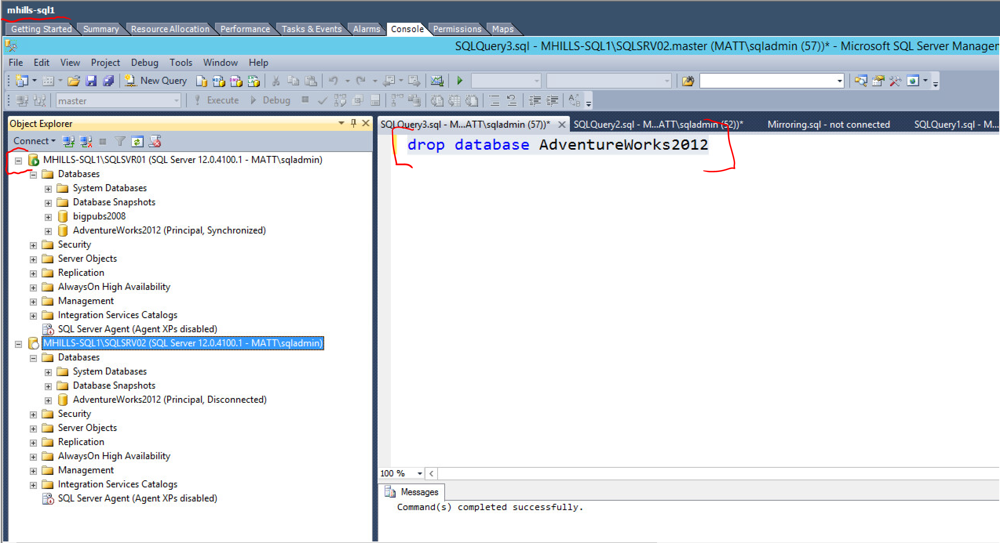 mhills-sql1
Getting Started Summary Resource Allocation Performance Tasks & Events Alarms Console Permissions Maps
SQLQuery3.sql - MHILLS-SQL1\SQLSRV02.master (MATT\sqladmin (57))* - Microsoft SQL Server Manager
File Edit View Project Debug Tools Window Help
New Query
master Execute Debug
Object Explorer
Connect
MHILLS-SQL1\SQLSVR01 (SQL Server 12.0.4100.1 - MATT\sqladmin)
Databases
System Databases
Database Snapshots
bigpubs2008
AdventureWorks2012 (Principal, Synchronized)
Security
Server Objects
Replication
AlwaysOn High Availability
Management
Integration Services Catalogs
SQL Server Agent (Agent XPs disabled)
MHILLS-SQL1\SQLSRV02 (SQL Server 12.0.4100.1 - MATT\sqladmin)
Databases
System Databases
Database Snapshots
AdventureWorks2012 (Principal, Disconnected)
Security
Server Objects
Replication
AlwaysOn High Availability
Management
Integration Services Catalogs
SQL Server Agent (Agent XPs disabled)
SQLQuery3.sql - M...ATT\sqladmin (57))* SQLQuery2.sql - M...ATT\sqladmin (52))* Mirroring.sql - not connected SQLQuery1.sql - M...
drop database AdventureWorks2012
100 %
Messages
Command(s) completed successfully.